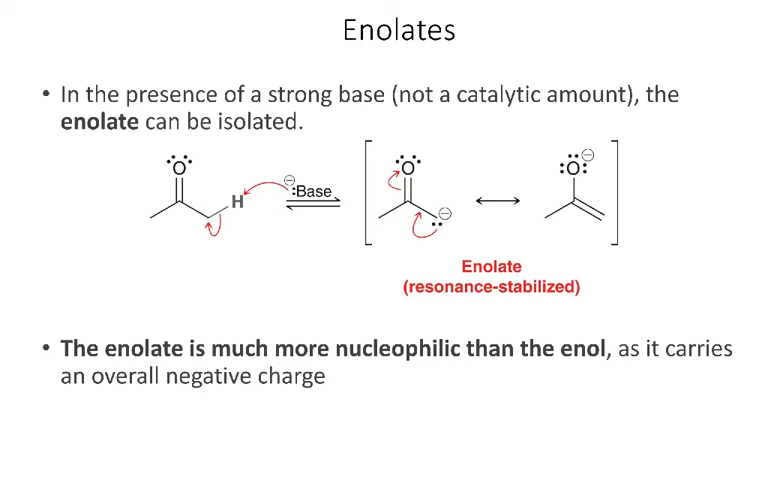 Enolates
• In the presence of a strong base (not a catalytic amount), the
enolate can be isolated.
O
H
⊖
:Base
O
⊖
O
⊖
Enolate
(resonance-stabilized)
• The enolate is much more nucleophilic than the enol, as it carries
an overall negative charge